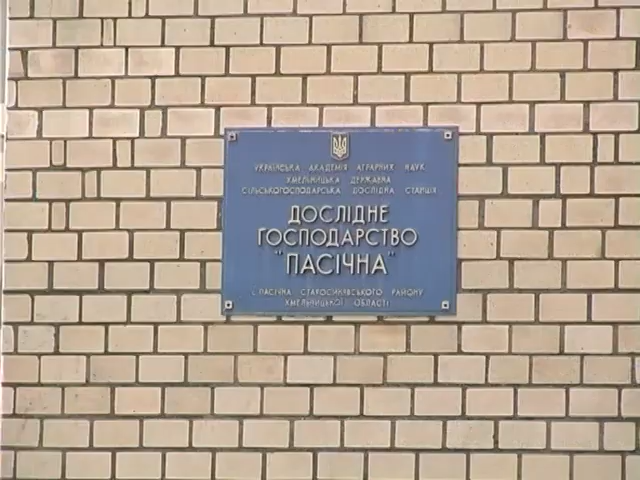 УКРАЇНСЬКА АКАДЕМІЯ АГРАРНИХ НАУК
ХМЕЛЬНИЦЬКА ДЕРЖАВНА
СІЛЬСЬКОГОСПОДАРСЬКА ДОСЛІДНА СТАНЦІЯ
ДОСЛІДНЕ
ГОСПОДАРСТВО
"ПАСІЧНА"
с. ПАСІЧНА СТАРОСИНЯВСЬКОГО РАЙОНУ
ХМЕЛЬНИЦЬКОЇ ОБЛАСТІ